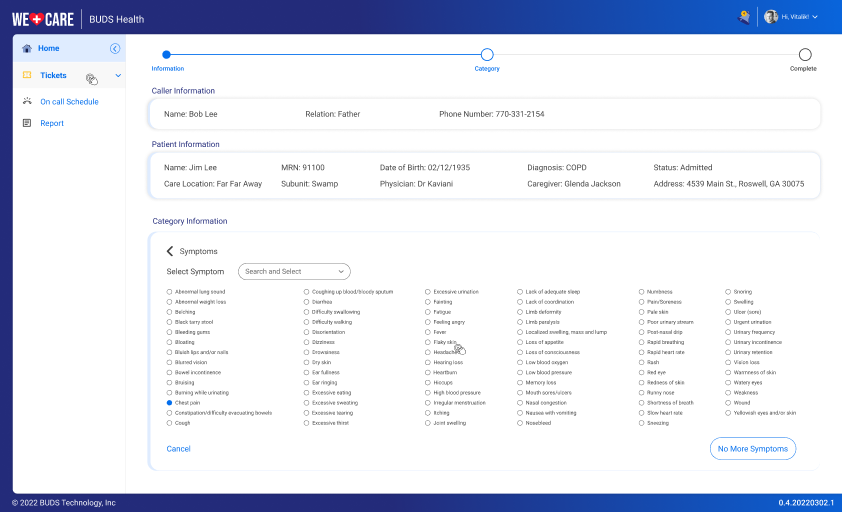 WE CARE BUDS Health Hi, Vitalik!
Home
Tickets
On call Schedule
Report
Information Category Complete
Caller Information
Name: Bob Lee Relation: Father Phone Number: 770-331-2154
Patient Information
Name: Jim Lee MRN: 91100 Date of Birth: 02/12/1935 Diagnosis: COPD Status: Admitted
Care Location: Far Far Away Subunit: Swamp Physician: Dr Kaviani Caregiver: Glenda Jackson Address: 4539 Main St., Roswell, GA 30075
Category Information
Symptoms
Select Symptom Search and Select
Abnormal lung sound Coughing up blood/bloody sputum Excessive urination Lack of adequate sleep Numbness Snoring
Abnormal weight loss Diarrhea Fainting Lack of coordination Pain/Soreness Swelling
Belching Difficulty swallowing Fatigue Limb deformity Pale skin Ulcer (sore)
Black tarry stool Difficulty walking Feeling angry Limb paralysis Poor urinary stream Urgent urination
Bleeding gums Disorientation Fever Localized swelling, mass and lump Post-nasal drip Urinary frequency
Bloating Dizziness Flaky skin Loss of appetite Rapid breathing Urinary incontinence
Bluish lips and/or nails Drowsiness Headaches Loss of consciousness Rapid heart rate Urinary retention
Blurred vision Dry skin Hearing loss Low blood oxygen Rash Vision loss
Bowel incontinence Ear fullness Heartburn Low blood pressure Red eye Warmness of skin
Bruising Ear ringing Hiccups Memory loss Redness of skin Watery eyes
Burning while urinating Excessive eating High blood pressure Mouth sores/ulcers Runny nose Weakness
Chest pain Excessive sweating Irregular menstruation Nasal congestion Shortness of breath Wound
Constipation/difficulty evacuating bowels Excessive tearing Itching Nausea with vomiting Slow heart rate Yellowish eyes and/or skin
Cough Excessive thirst Joint swelling Nosebleed Sneezing
Cancel No More Symptoms
© 2022 BUDS Technology, Inc 0.4.20220302.1